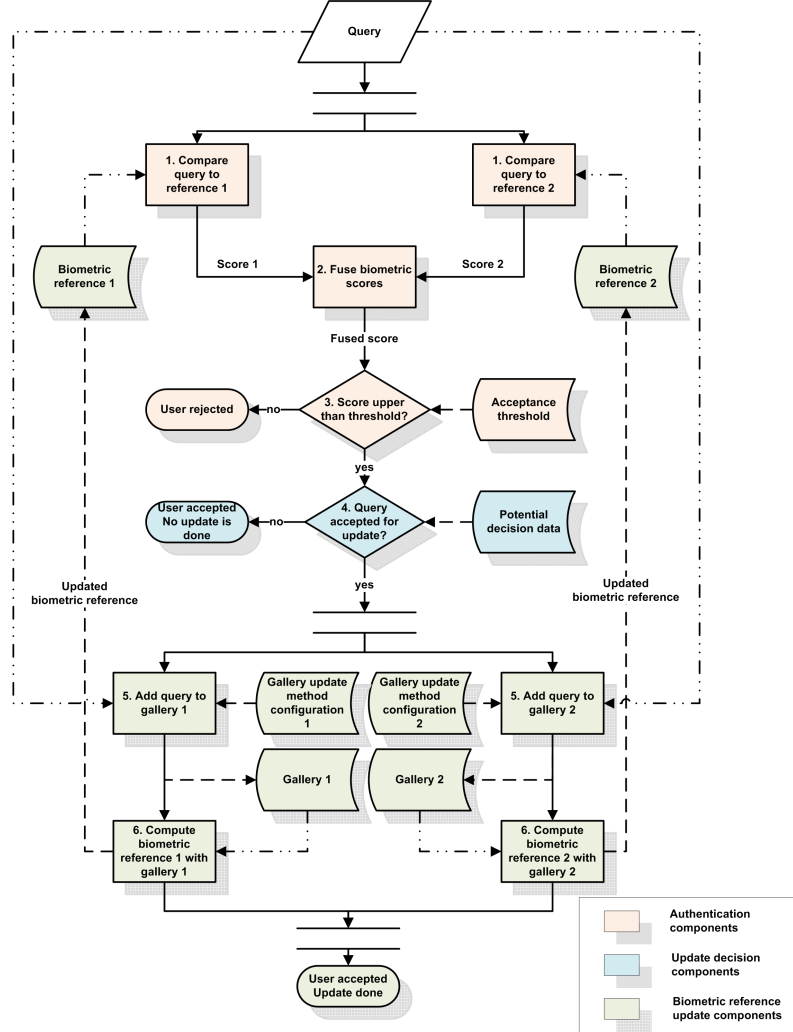 Query
1. Compare
query to
reference 1
1. Compare
query to
reference 2
Biometric
reference 1
Score 1
2. Fuse biometric
scores
Score 2
Biometric
reference 2
Fused score
User rejected
no
3. Score upper
than threshold?
Acceptance
threshold
yes
User accepted
No update is
done
no
4. Query
accepted for
update?
Potential
decision data
yes
Updated
biometric reference
Updated
biometric reference
5. Add query to
gallery 1
Gallery update
method
configuration
1
Gallery update
method
configuration
2
5. Add query to
gallery 2
Gallery 1
Gallery 2
6. Compute
biometric
reference 1 with
gallery 1
6. Compute
biometric
reference 2 with
gallery 2
User accepted
Update done
Authentication
components
Update decision
components
Biometric reference
update components